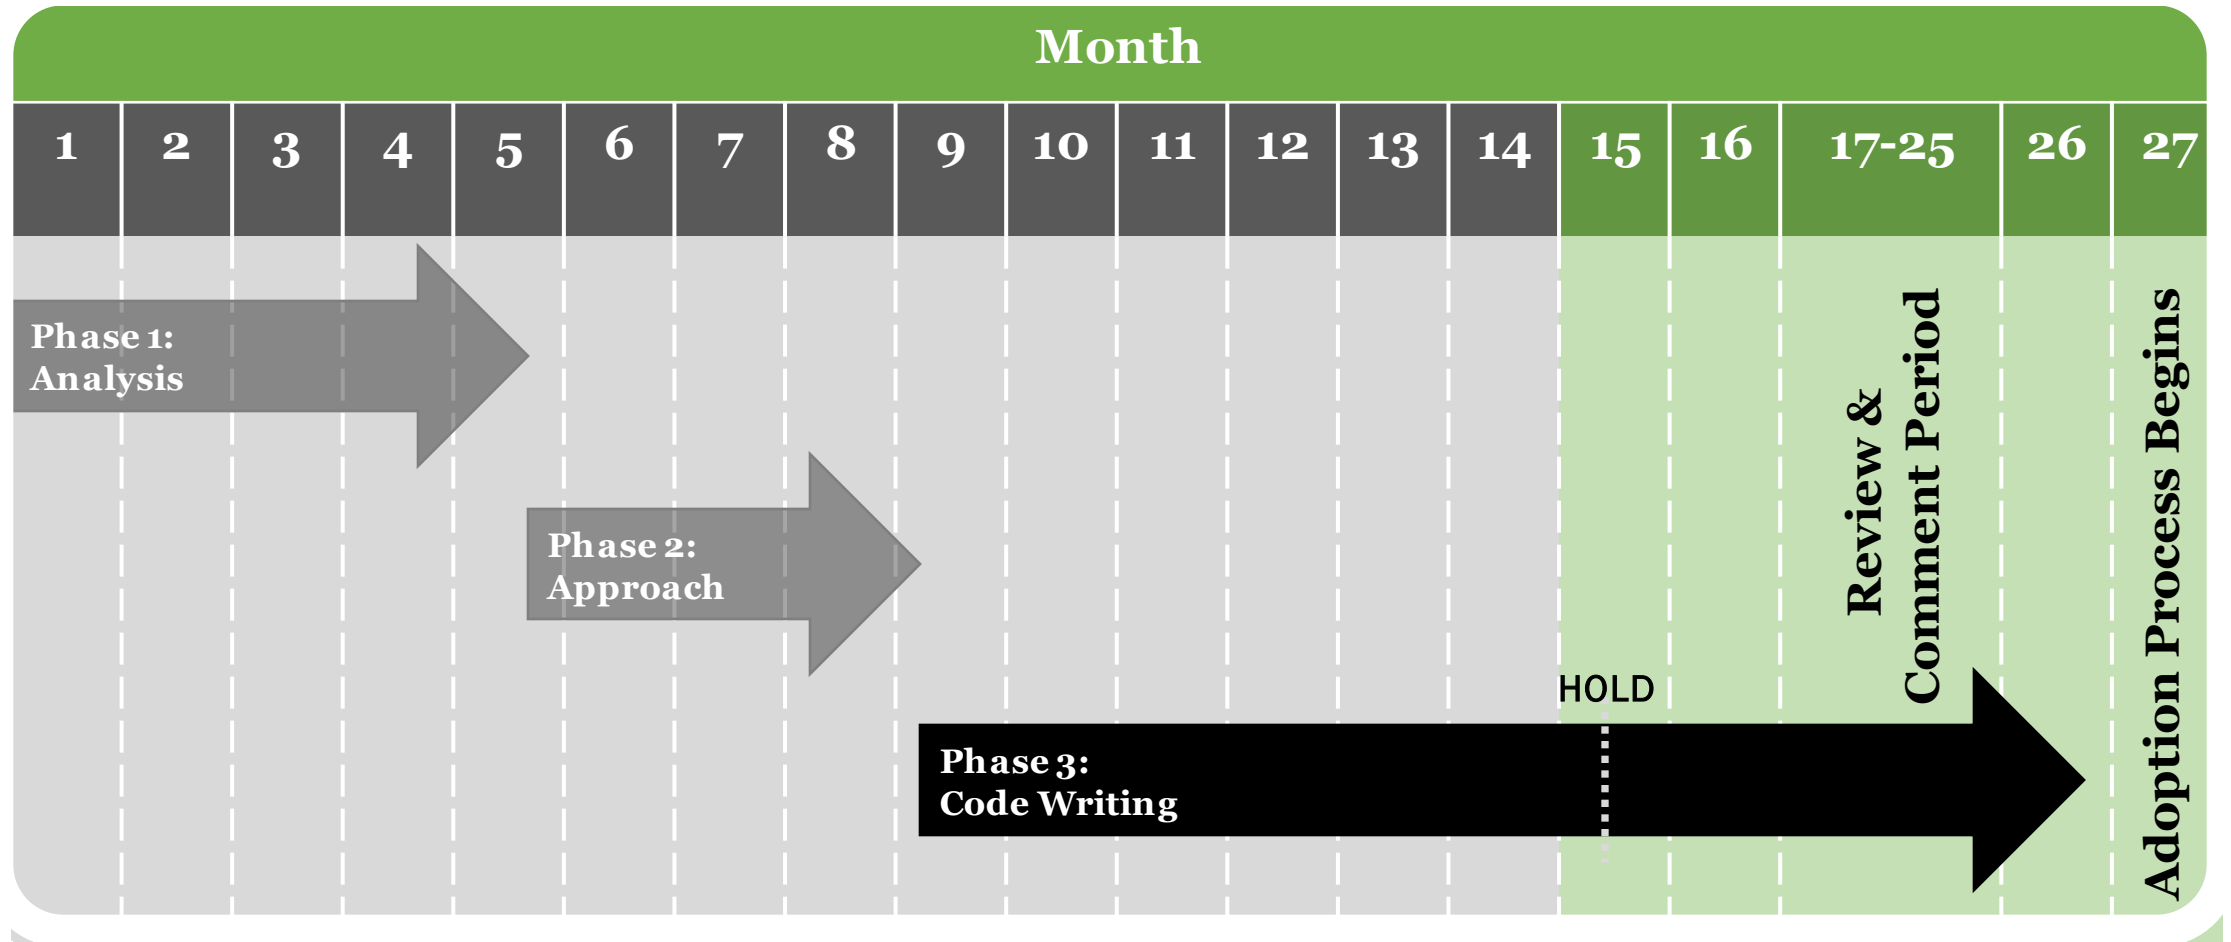 Month
1 2 3 4 5 6 7 8 9 10 11 12 13 14 15 16 17-25 26 27
Phase 1:
Analysis
Phase 2:
Approach
HOLD
Phase 3:
Code Writing
Review &
Comment Period
Adoption Process Begins